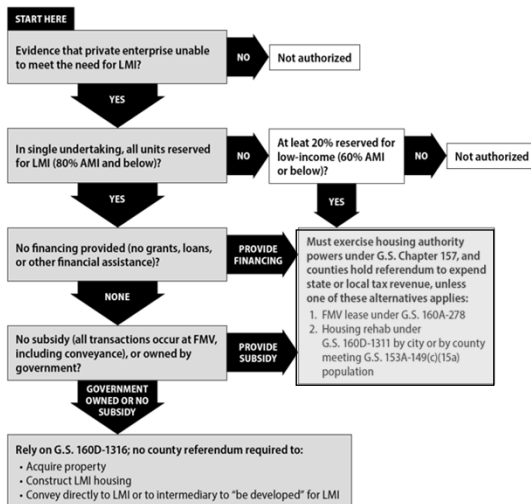 START HERE
Evidence that private enterprise unable
to meet the need for LMI?
NO
Not authorized
YES
In single undertaking, all units reserved
for LMI (80% AMI and below)?
NO
At leat 20% reserved for
low-income (60% AMI
or below)?
NO
Not authorized
YES
YES
No financing provided (no grants, loans,
or other financial assistance)?
PROVIDE
FINANCING
Must exercise housing authority
powers under G.S. Chapter 157, and
counties hold referendum to expend
state or local tax revenue, unless
one of these alternatives applies:
1. FMV lease under G.S. 160A-278
2. Housing rehab under
G.S. 160D-1311 by city or by county
meeting G.S. 153A-149(c)(15a)
population
NONE
No subsidy (all transactions occur at FMV,
including conveyance), or owned by
government?
PROVIDE
SUBSIDY
GOVERNMENT
OWNED OR NO
SUBSIDY
Rely on G.S. 160D-1316; no county referendum required to:
• Acquire property
• Construct LMI housing
• Convey directly to LMI or to intermediary to “be developed” for LMI